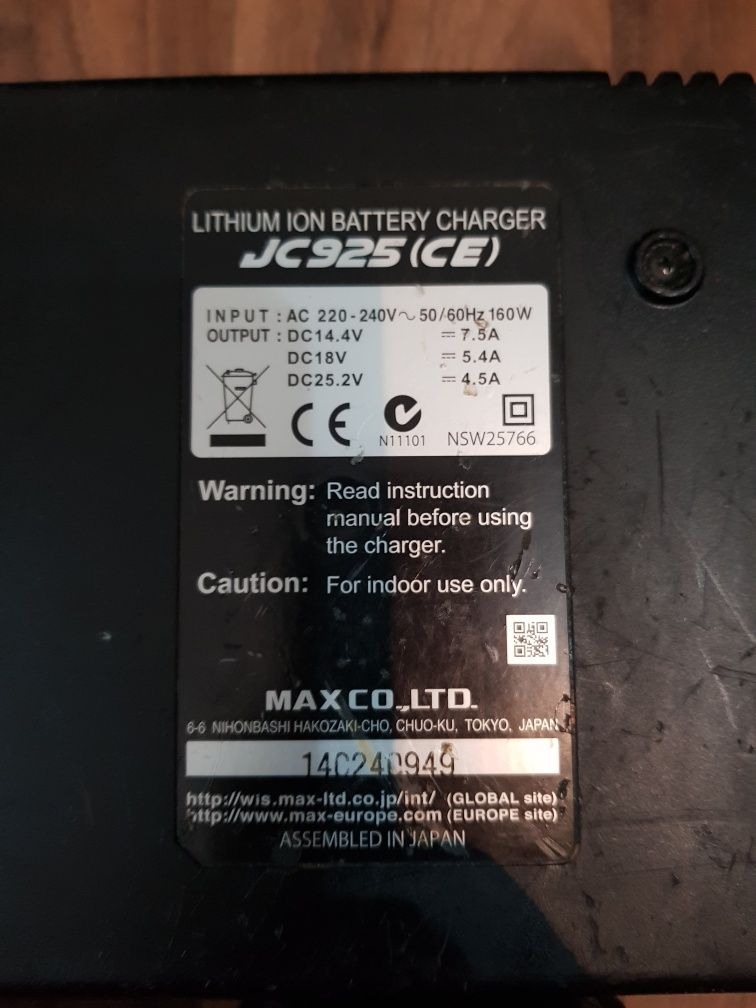 LITHIUM ION BATTERY CHARGER
JC925(CE)
INPUT : AC 220-240V～50/60Hz 160W
OUTPUT : DC14.4V ⎓ 7.5A
DC18V ⎓ 5.4A
DC25.2V ⎓ 4.5A
CE
N11101 NSW25766
Warning: Read instruction
manual before using
the charger.
Caution: For indoor use only.
MAX CO.,LTD.
6-6 NIHONBASHI HAKOZAKI-CHO, CHUO-KU, TOKYO, JAPAN
14C240949
http://wis.max-ltd.co.jp/int/ (GLOBAL site)
http://www.max-europe.com (EUROPE site)
ASSEMBLED IN JAPAN